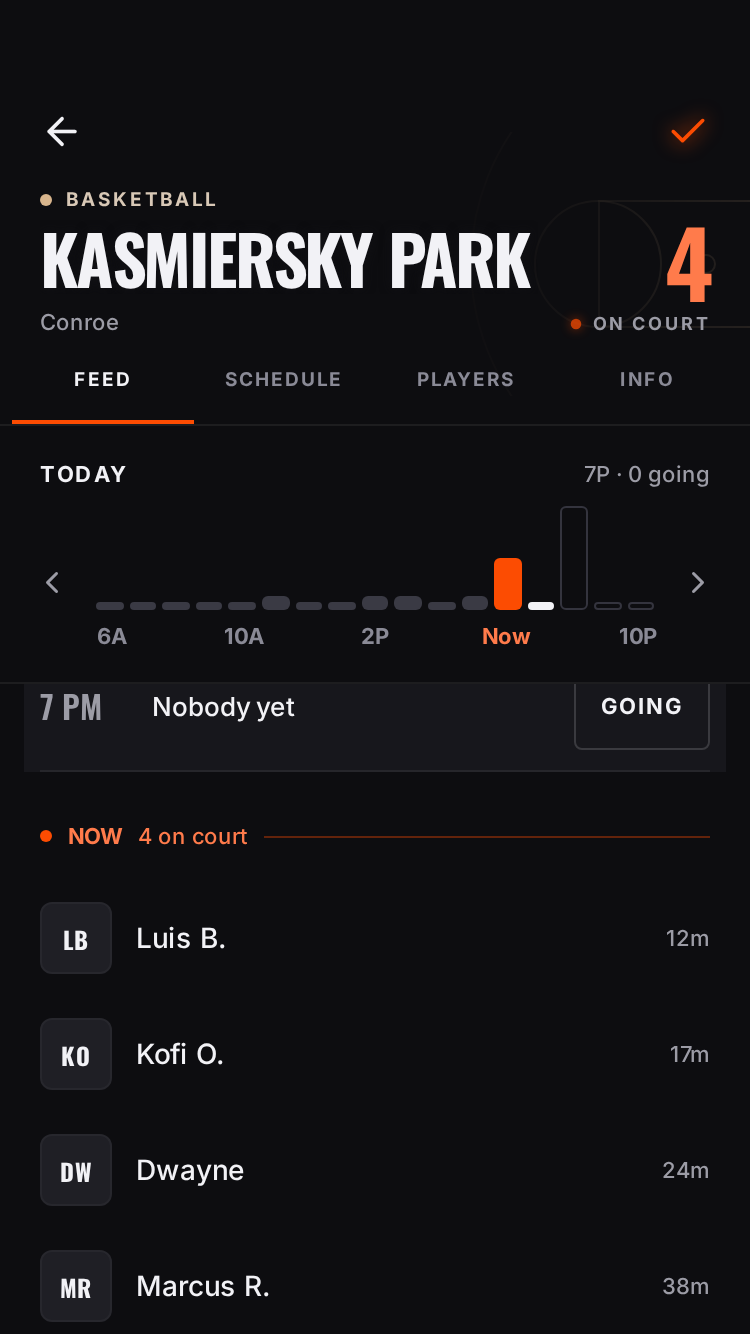 BASKETBALL
KASMIERSKY PARK
4
Conroe
ON COURT
FEED SCHEDULE PLAYERS INFO
TODAY
7P · 0 going
6A 10A 2P Now 10P
7 PM Nobody yet GOING
NOW 4 on court
LB Luis B. 12m
KO Kofi O. 17m
DW Dwayne 24m
MR Marcus R. 38m